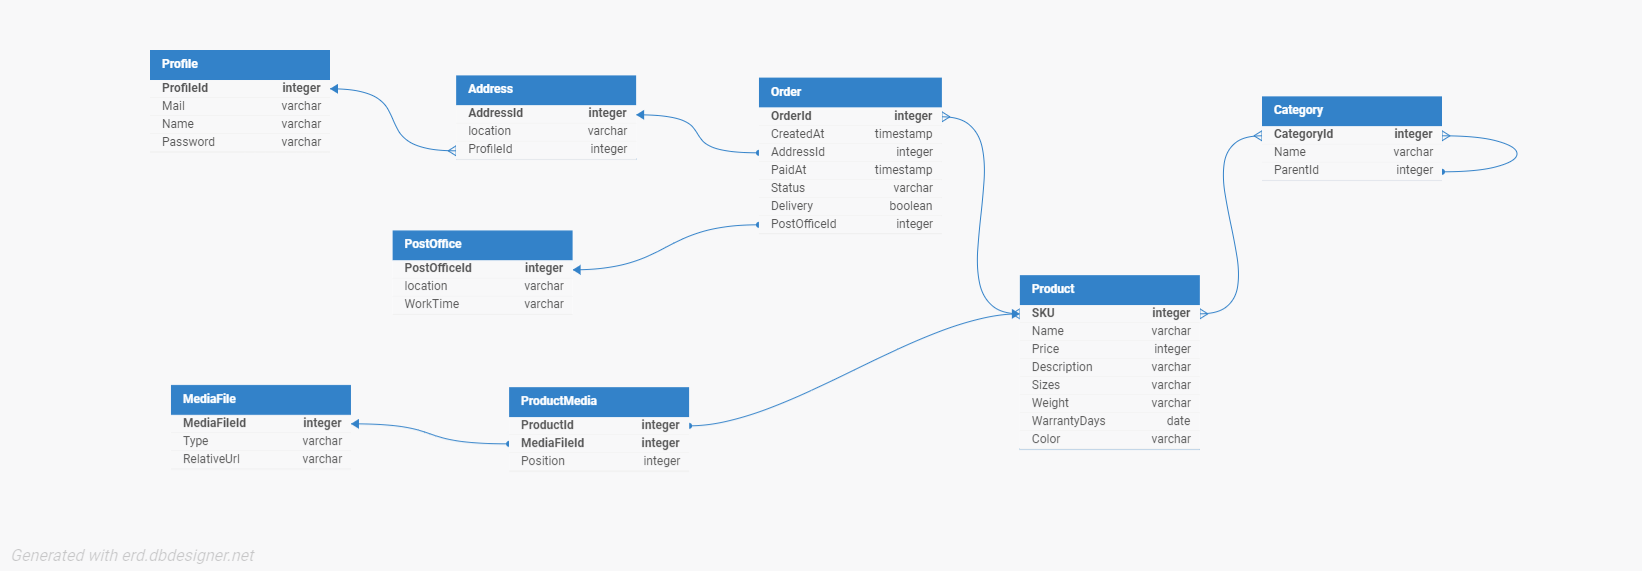 Profile
ProfileId integer
Mail varchar
Name varchar
Password varchar
Address
AddressId integer
location varchar
ProfileId integer
Order
OrderId integer
CreatedAt timestamp
AddressId integer
PaidAt timestamp
Status varchar
Delivery boolean
PostOfficeId integer
Category
CategoryId integer
Name varchar
ParentId integer
PostOffice
PostOfficeId integer
location varchar
WorkTime varchar
Product
SKU integer
Name varchar
Price integer
Description varchar
Sizes varchar
Weight varchar
WarrantyDays date
Color varchar
MediaFile
MediaFileId integer
Type varchar
RelativeUrl varchar
ProductMedia
ProductId integer
MediaFileId integer
Position integer
Generated with erd.dbdesigner.net